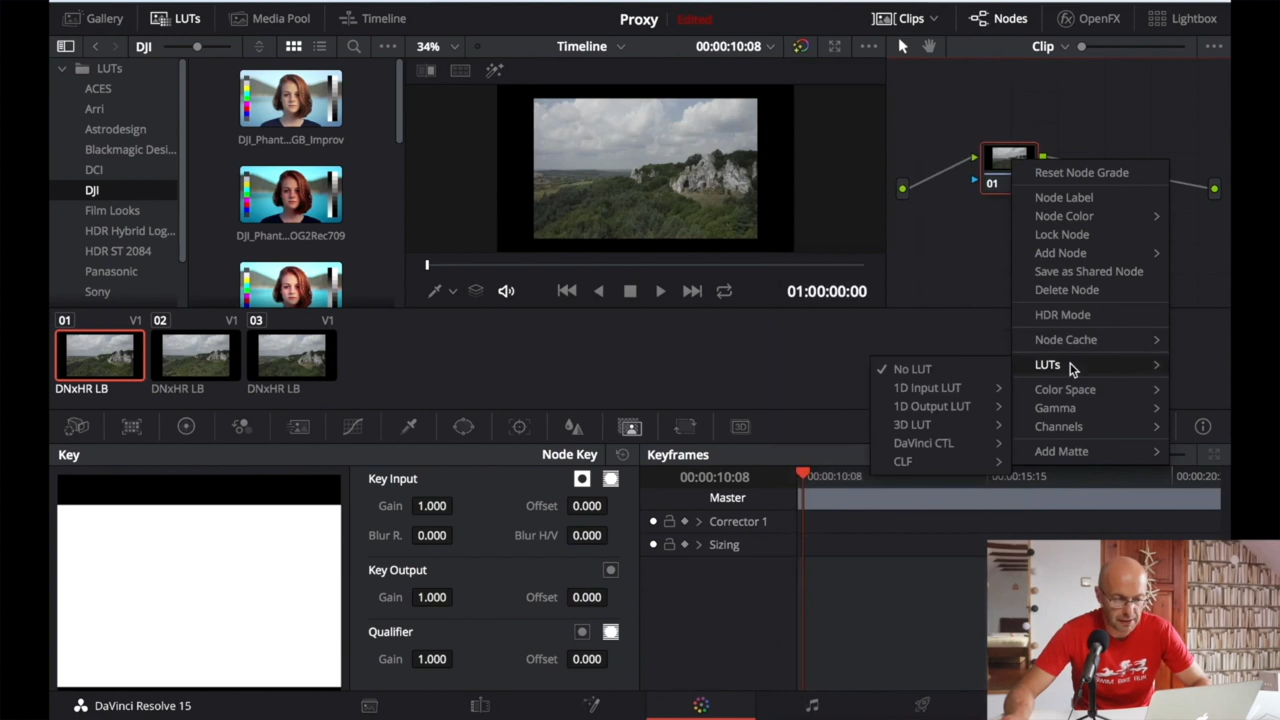 Gallery
LUTs
Media Pool
Timeline
Proxy
Edited
Clips
Nodes
OpenFX
Lightbox
DJI
34%
Timeline
00:00:10:08
Clip
LUTs
ACES
Arri
Astrodesign
Blackmagic Desi...
DCI
DJI
Film Looks
HDR Hybrid Log...
HDR ST 2084
Panasonic
Sony
DJI_Phant...GB_Improv
DJI_Phant...OG2Rec709
01:00:00:00
01
Reset Node Grade
Node Label
Node Color
Lock Node
Add Node
Save as Shared Node
Delete Node
HDR Mode
Node Cache
LUTs
Color Space
Gamma
Channels
Add Matte
No LUT
1D Input LUT
1D Output LUT
3D LUT
DaVinci CTL
CLF
01 V1
02 V1
03 V1
DNxHR LB
DNxHR LB
DNxHR LB
3D
Key
Node Key
Key Input
Gain 1.000 Offset 0.000
Blur R. 0.000 Blur H/V 0.000
Key Output
Gain 1.000 Offset 0.000
Qualifier
Gain 1.000 Offset 0.000
Keyframes
00:00:10:08
00:00:10:08
00:00:15:15
00:00:20:
Master
Corrector 1
Sizing
DaVinci Resolve 15